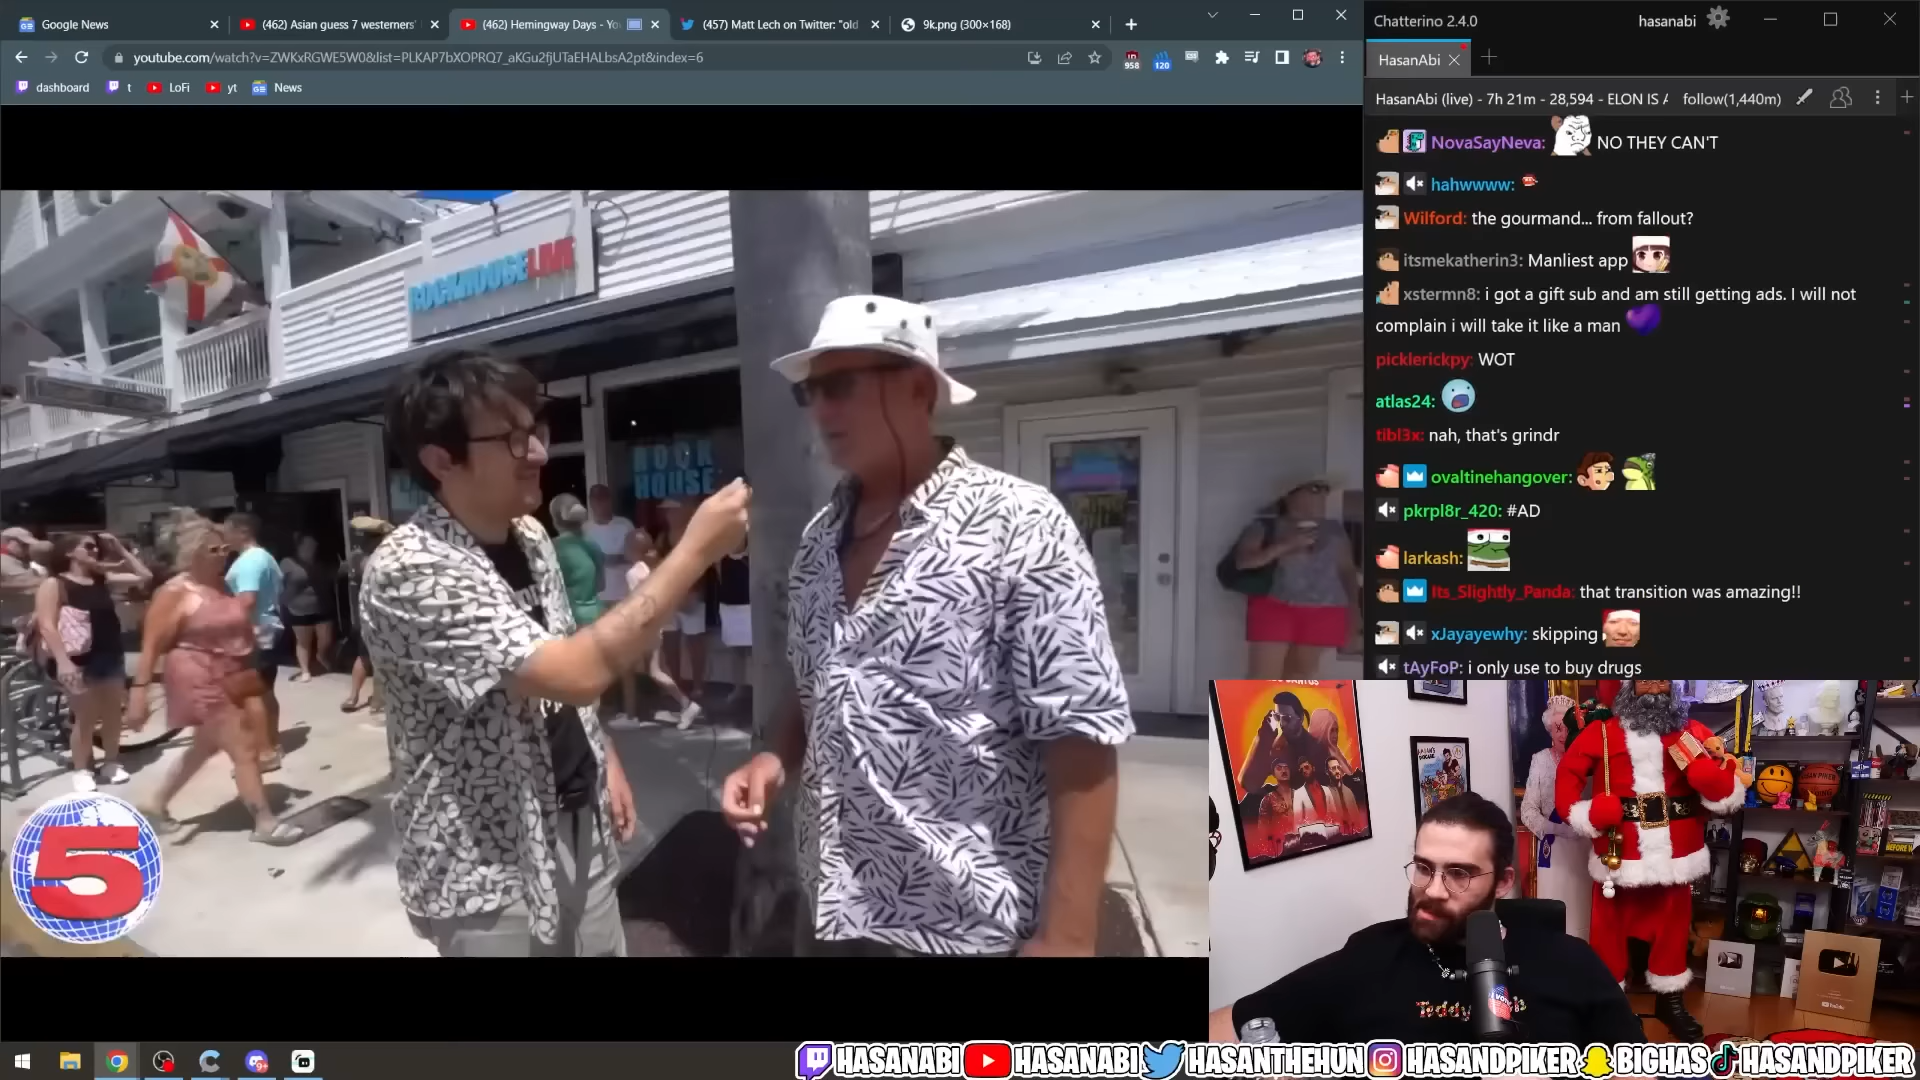 Google News
(462) Asian guess 7 westerners'
(462) Hemingway Days - Yo
(457) Matt Lech on Twitter: "old
9k.png (300×168)
youtube.com/watch?v=ZWKxRGWE5W0&list=PLKAP7bXOPRQ7_aKGu2fjUTaEHALbsA2pt&index=6
958
120
dashboard
t
LoFi
yt
News
Chatterino 2.4.0
hasanabi
HasanAbi
HasanAbi (live) - 7h 21m - 28,594 - ELON IS
follow(1,440m)
NovaSayNeva: NO THEY CAN'T
hahwwww:
Wilford: the gourmand... from fallout?
itsmekatherin3: Manliest app
xstermn8: i got a gift sub and am still getting ads. I will not
complain i will take it like a man
picklerickpy: WOT
atlas24:
tibl3x: nah, that's grindr
ovaltinehangover:
pkrpl8r_420: #AD
larkash:
Its_Slightly_Panda: that transition was amazing!!
xJayayewhy: skipping
tAyFoP: i only use to buy drugs
ROCKHOUSE LIVE
ROCK
HOUSE
5
Teddy
HASANABI
HASANABI
HASANTHEHUN
HASANDPIKER
BIGHAS
HASANDPIKER